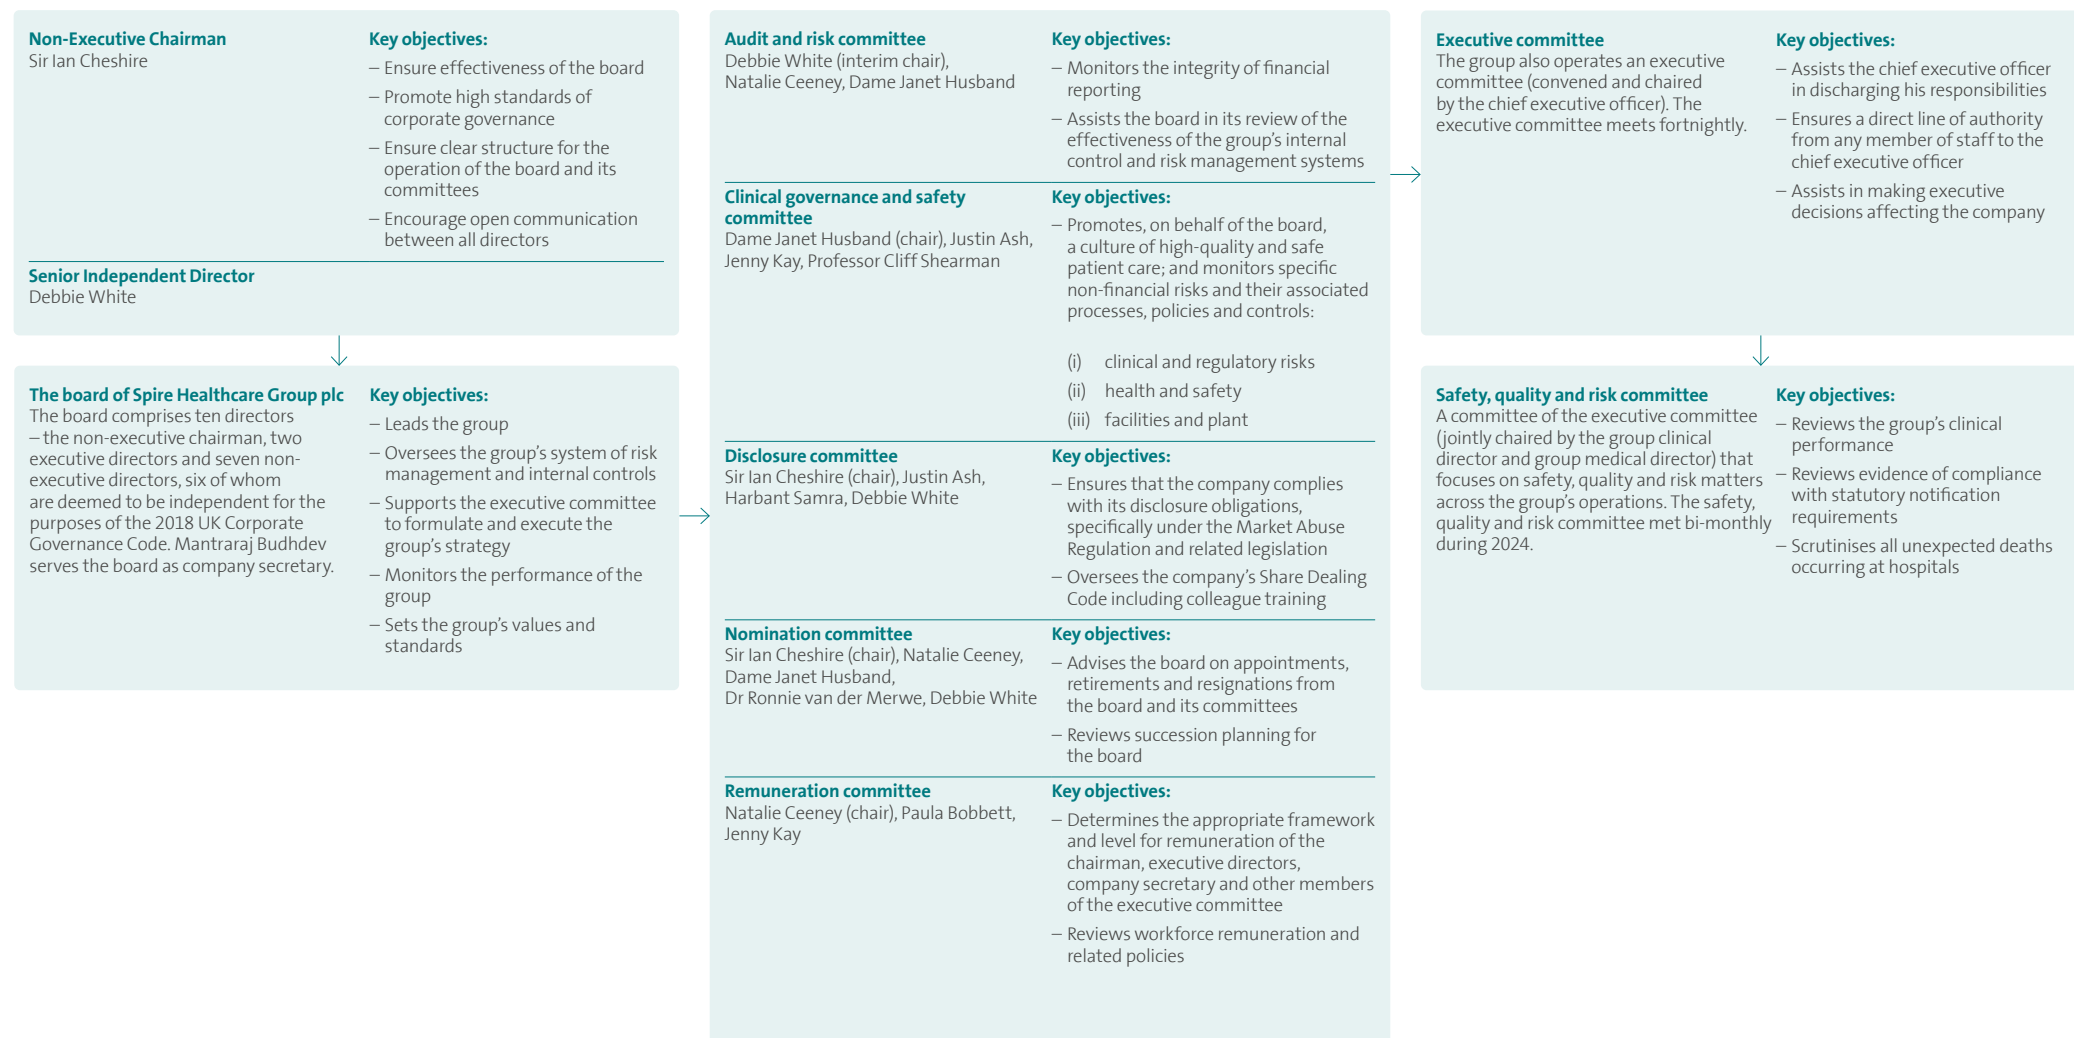 Non-Executive Chairman
Sir Ian Cheshire
Key objectives:
– Ensure effectiveness of the board
– Promote high standards of
corporate governance
– Ensure clear structure for the
operation of the board and its
committees
– Encourage open communication
between all directors
Senior Independent Director
Debbie White
The board of Spire Healthcare Group plc
The board comprises ten directors
– the non-executive chairman, two
executive directors and seven non-
executive directors, six of whom
are deemed to be independent for the
purposes of the 2018 UK Corporate
Governance Code. Mantraraj Budhdev
serves the board as company secretary.
Key objectives:
– Leads the group
– Oversees the group’s system of risk
management and internal controls
– Supports the executive committee
to formulate and execute the
group’s strategy
– Monitors the performance of the
group
– Sets the group’s values and
standards
Audit and risk committee
Debbie White (interim chair),
Natalie Ceeney, Dame Janet Husband
Key objectives:
– Monitors the integrity of financial
reporting
– Assists the board in its review of the
effectiveness of the group’s internal
control and risk management systems
Clinical governance and safety
committee
Dame Janet Husband (chair), Justin Ash,
Jenny Kay, Professor Cliff Shearman
Key objectives:
– Promotes, on behalf of the board,
a culture of high-quality and safe
patient care; and monitors specific
non-financial risks and their associated
processes, policies and controls:
(i) clinical and regulatory risks
(ii) health and safety
(iii) facilities and plant
Disclosure committee
Sir Ian Cheshire (chair), Justin Ash,
Harbant Samra, Debbie White
Key objectives:
– Ensures that the company complies
with its disclosure obligations,
specifically under the Market Abuse
Regulation and related legislation
– Oversees the company’s Share Dealing
Code including colleague training
Nomination committee
Sir Ian Cheshire (chair), Natalie Ceeney,
Dame Janet Husband,
Dr Ronnie van der Merwe, Debbie White
Key objectives:
– Advises the board on appointments,
retirements and resignations from
the board and its committees
– Reviews succession planning for
the board
Remuneration committee
Natalie Ceeney (chair), Paula Bobbett,
Jenny Kay
Key objectives:
– Determines the appropriate framework
and level for remuneration of the
chairman, executive directors,
company secretary and other members
of the executive committee
– Reviews workforce remuneration and
related policies
Executive committee
The group also operates an executive
committee (convened and chaired
by the chief executive officer). The
executive committee meets fortnightly.
Key objectives:
– Assists the chief executive officer
in discharging his responsibilities
– Ensures a direct line of authority
from any member of staff to the
chief executive officer
– Assists in making executive
decisions affecting the company
Safety, quality and risk committee
A committee of the executive committee
(jointly chaired by the group clinical
director and group medical director) that
focuses on safety, quality and risk matters
across the group’s operations. The safety,
quality and risk committee met bi-monthly
during 2024.
Key objectives:
– Reviews the group’s clinical
performance
– Reviews evidence of compliance
with statutory notification
requirements
– Scrutinises all unexpected deaths
occurring at hospitals